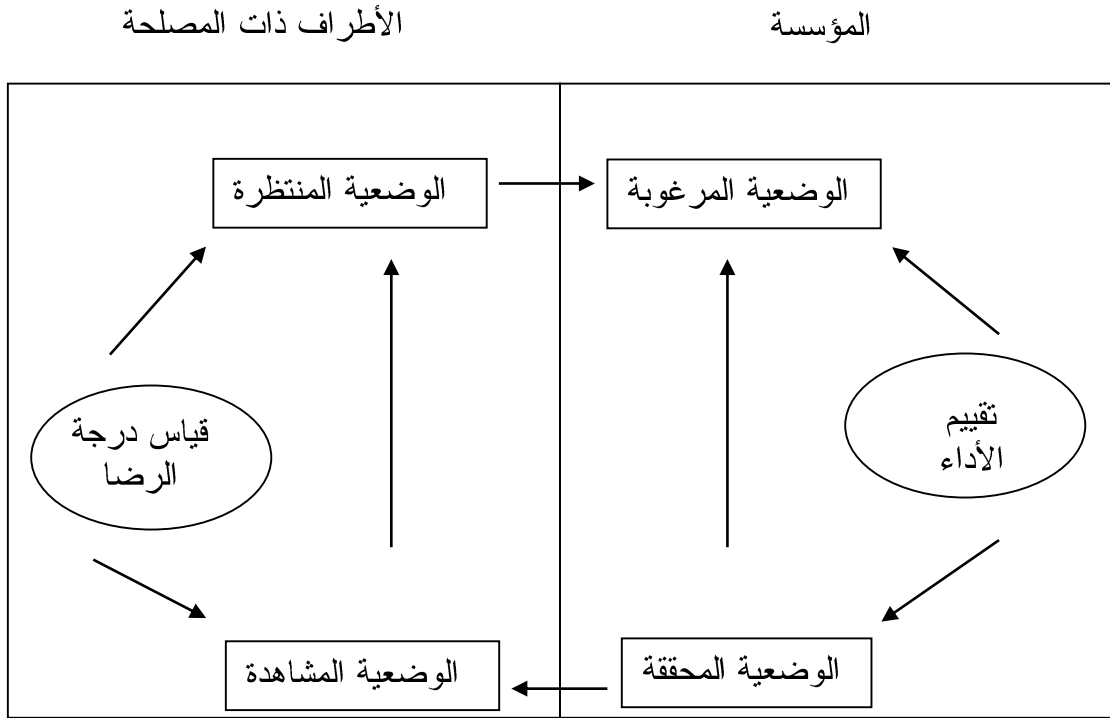 المؤسسة
الأطراف ذات المصلحة
الوضعية المرغوبة
الوضعية المنتظرة
تقييم
الأداء
قياس درجة
الرضا
الوضعية المحققة
الوضعية المشاهدة